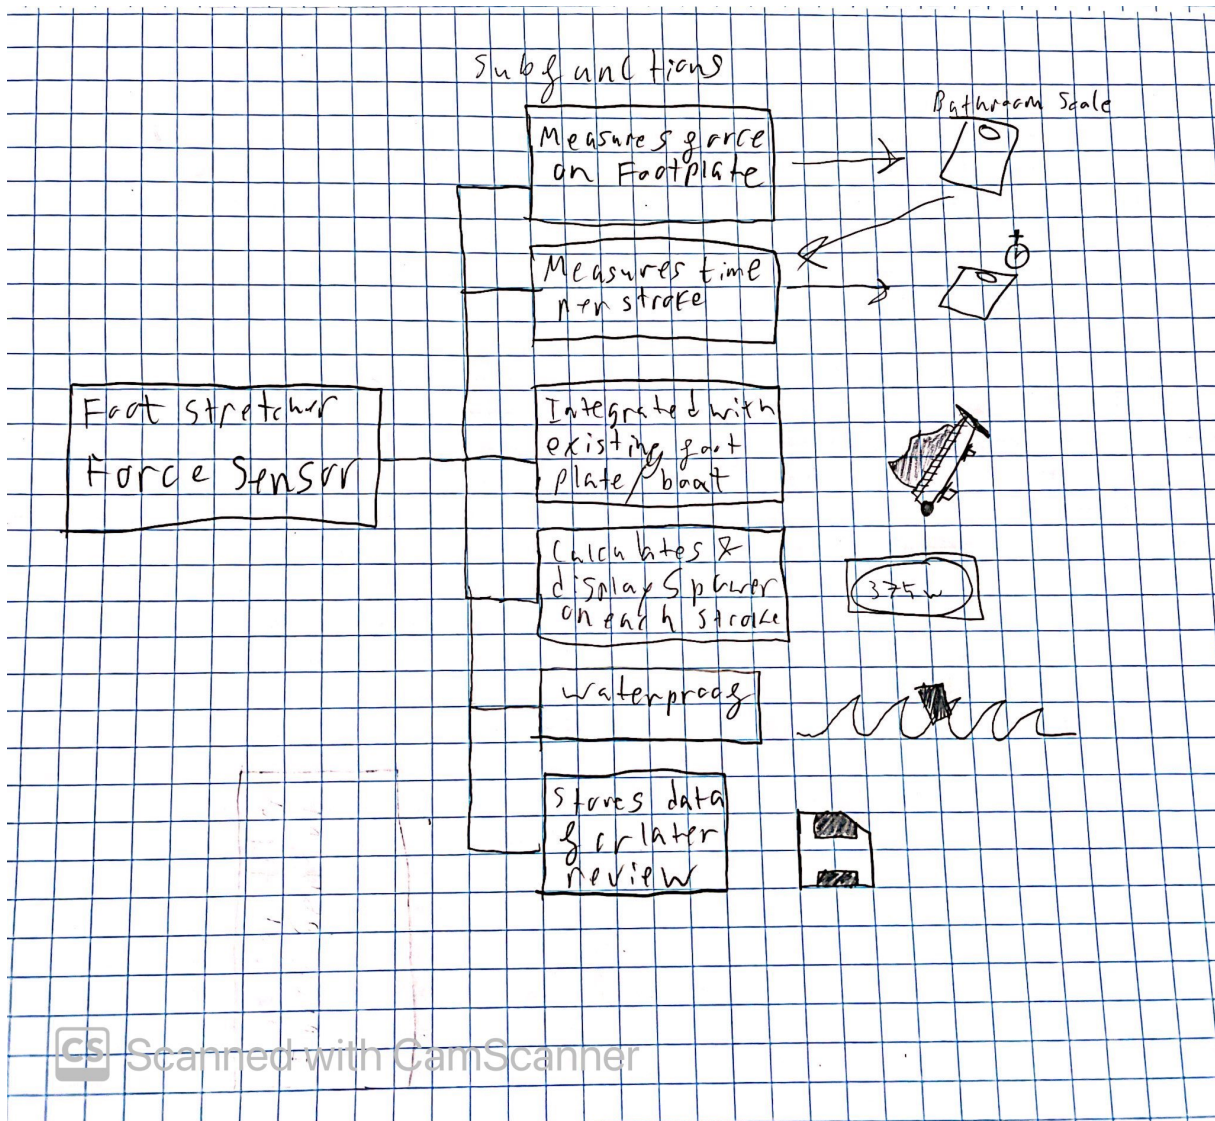 Subfunctions
Bathroom Scale
Measures force
on Footplate
Measures time
per stroke
Foot stretcher
Force Sensor
Integrated with
existing foot
plate/boat
Calculates &
displays power
on each stroke
375w
waterproof
Stores data
for later
review
CS Scanned with CamScanner